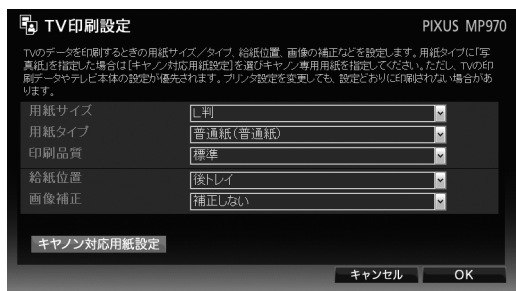 TV印刷設定 PIXUS MP970
TVのデータを印刷するときの用紙サイズ/タイプ、給紙位置、画像の補正などを設定します。用紙タイプに「写
真紙」を指定した場合は[キヤノン対応用紙設定]を選びキヤノン専用用紙を指定してください。ただし、TVの印
刷データやテレビ本体の設定が優先されます。プリンタ設定を変更しても、設定どおりに印刷されない場合があ
ります。
用紙サイズ L判
用紙タイプ 普通紙(普通紙)
印刷品質 標準
給紙位置 後トレイ
画像補正 補正しない
キヤノン対応用紙設定
キャンセル OK